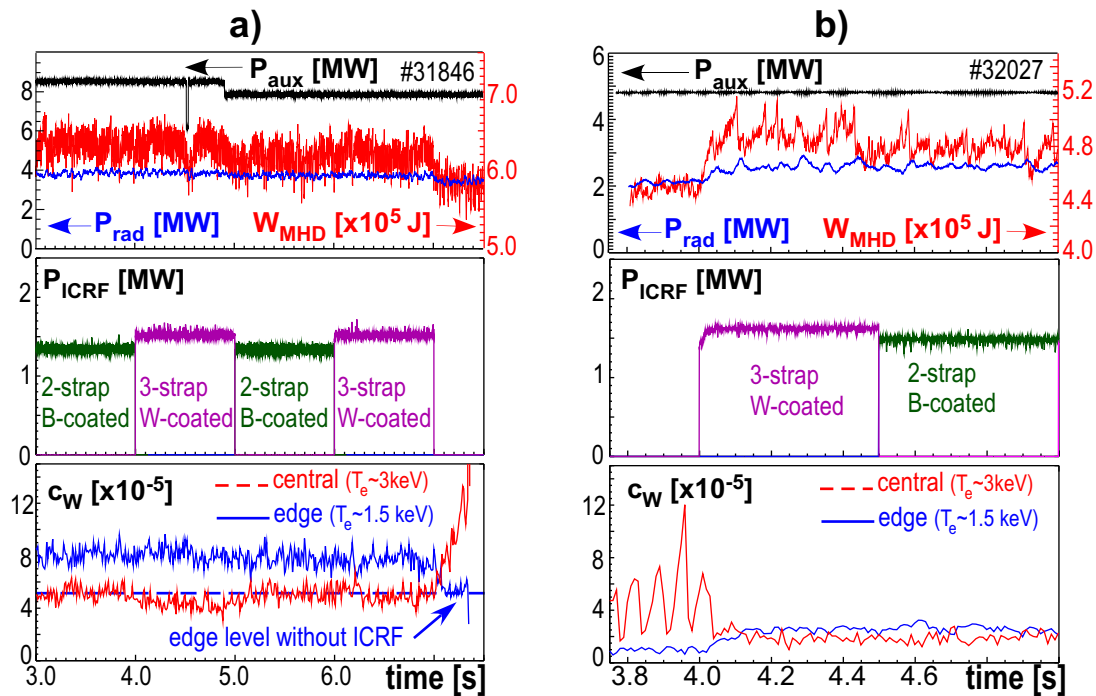 a)
P_aux [MW]
#31846
8
6
4
2
0
7.0
6.0
5.0
P_rad [MW]
W_MHD [x10^5 J]
P_ICRF [MW]
2
1
0
2-strap
B-coated
3-strap
W-coated
2-strap
B-coated
3-strap
W-coated
c_W [x10^-5]
central (T_e~3keV)
edge (T_e~1.5 keV)
12
8
4
0
edge level without ICRF
3.0 4.0 5.0 6.0 time [s]
b)
P_aux [MW]
#32027
6
4
2
0
5.2
4.8
4.4
4.0
P_rad [MW]
W_MHD [x10^5 J]
P_ICRF [MW]
2
1
0
3-strap
W-coated
2-strap
B-coated
c_W [x10^-5]
central (T_e~3keV)
edge (T_e~1.5 keV)
12
8
4
0
3.8 4.0 4.2 4.4 4.6 4.8 time [s]